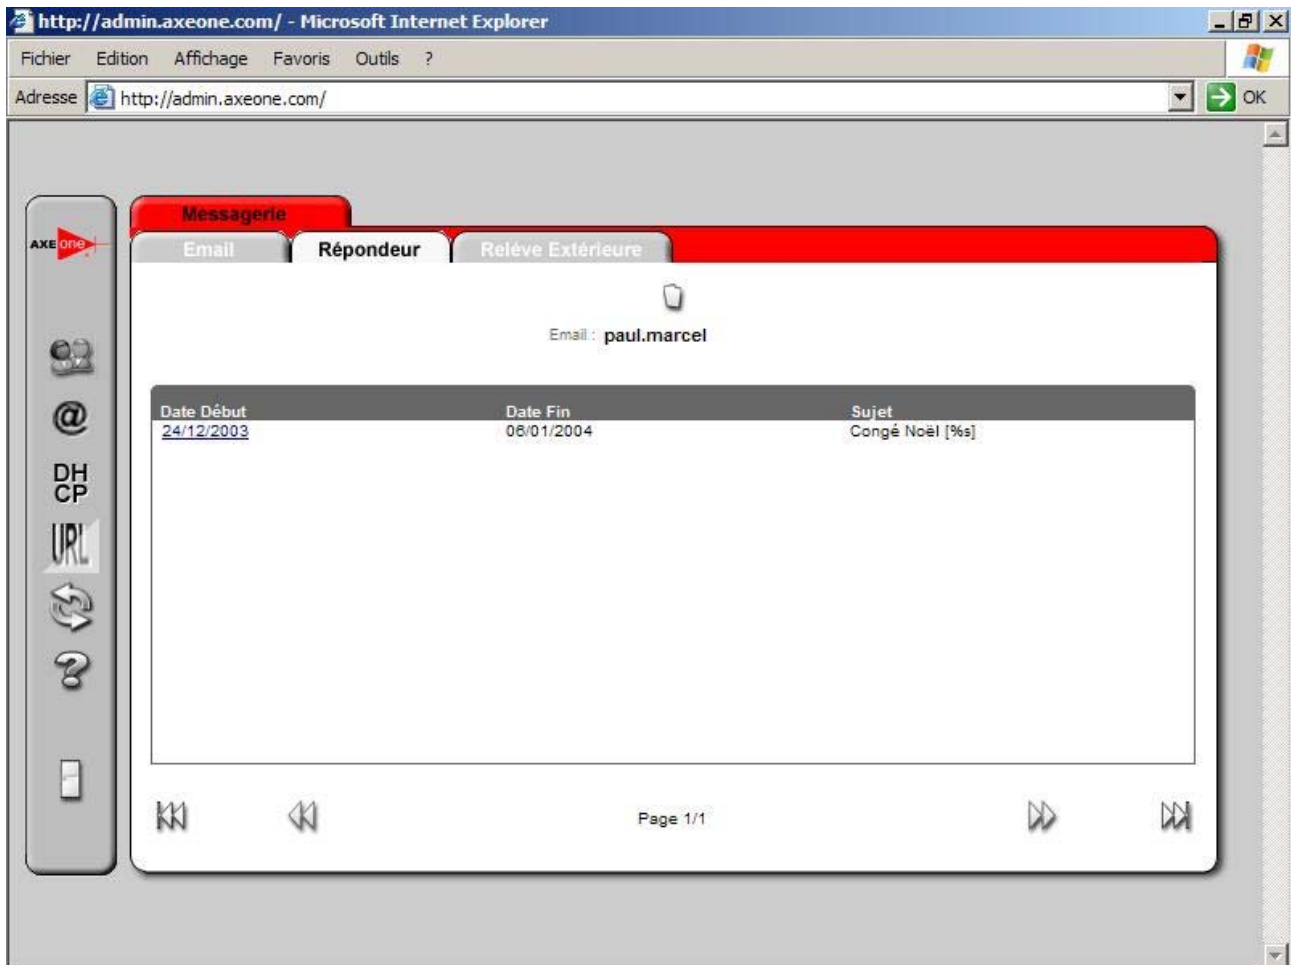 http://admin.axeone.com/ - Microsoft Internet Explorer
Fichier Edition Affichage Favoris Outils ?
Adresse http://admin.axeone.com/ OK
Messagerie
AXE one
Email Répondeur Reléve Extérieure
Email : paul.marcel
Date Début Date Fin Sujet
24/12/2003 06/01/2004 Congé Noël [%s]
@
DH
CP
URL
?
Page 1/1